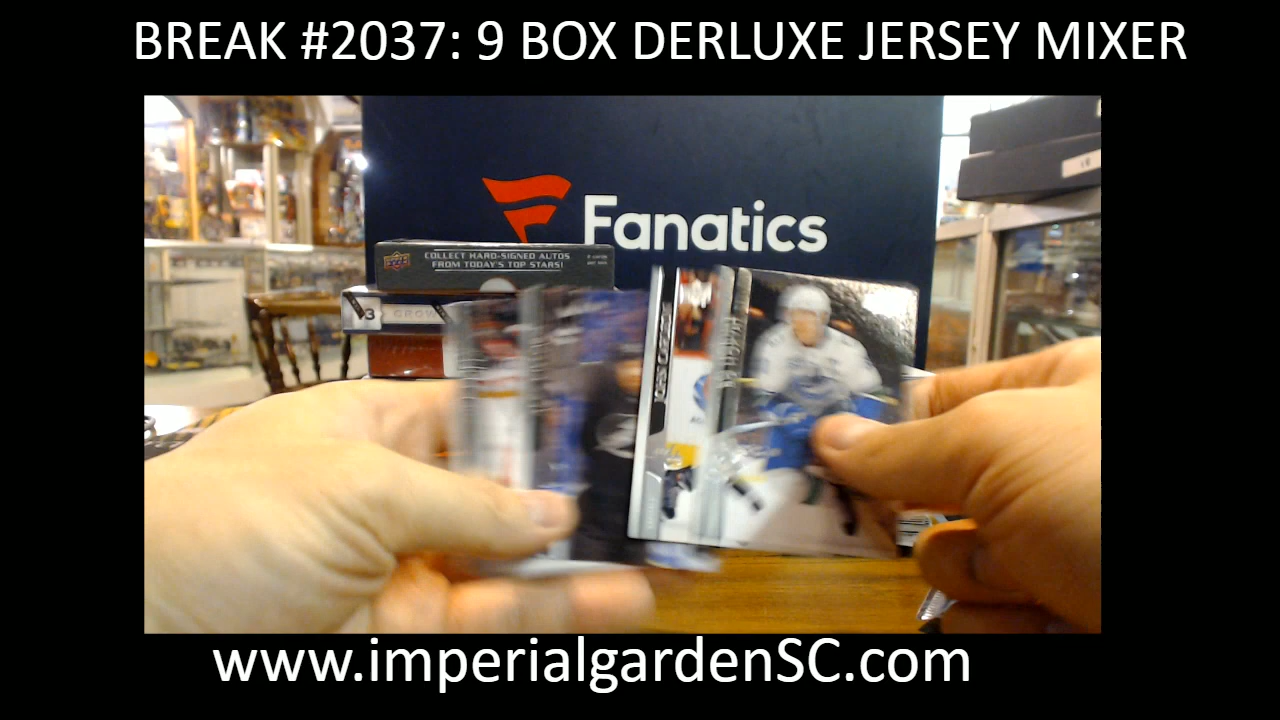 BREAK #2037: 9 BOX DERLUXE JERSEY MIXER
Fanatics
COLLECT HARD-SIGNED AUTOS
FROM TODAY'S TOP STARS!
www.imperialgardenSC.com